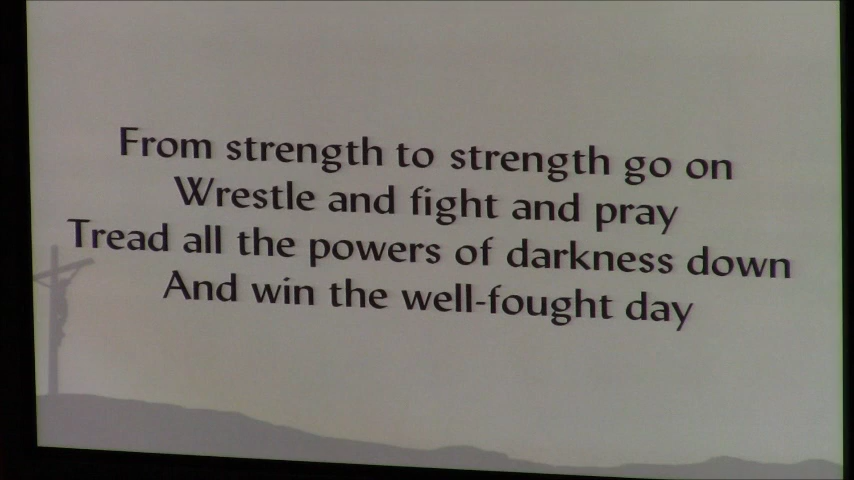 From strength to strength go on
Wrestle and fight and pray
Tread all the powers of darkness down
And win the well-fought day